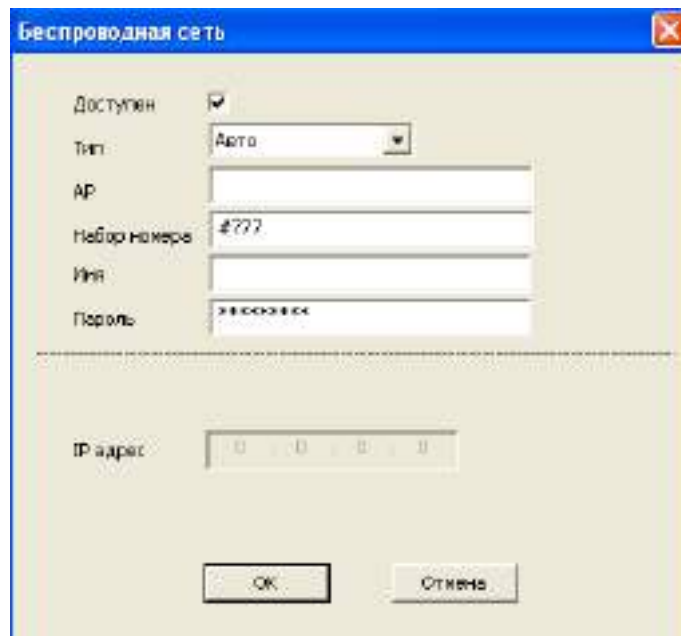 Беспроводная сеть
Доступен
Тип Авто
AP
Набор номера #777
Имя
Пароль *********
IP адрес 0 . 0 . 0 . 0
OK Отмена